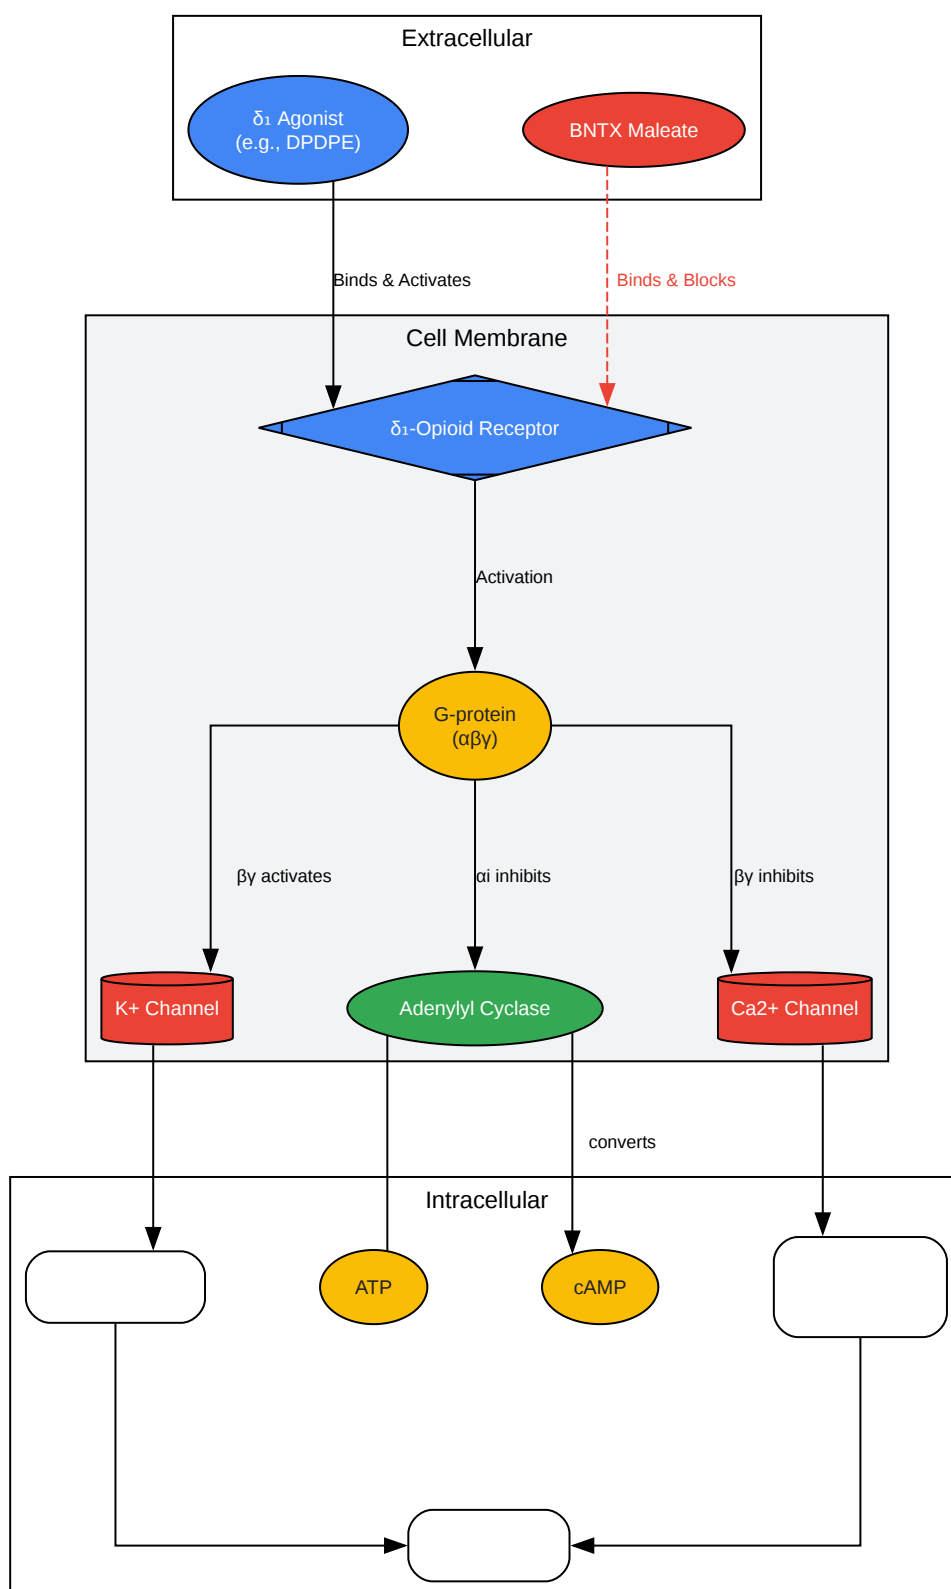 Extracellular
δ₁ Agonist
(e.g., DPDPE)
BNTX Maleate
Binds & Activates
Binds & Blocks
Cell Membrane
δ₁-Opioid Receptor
Activation
G-protein
(αβγ)
βγ activates
αi inhibits
βγ inhibits
K+ Channel
Adenylyl Cyclase
Ca2+ Channel
converts
Intracellular
ATP
cAMP